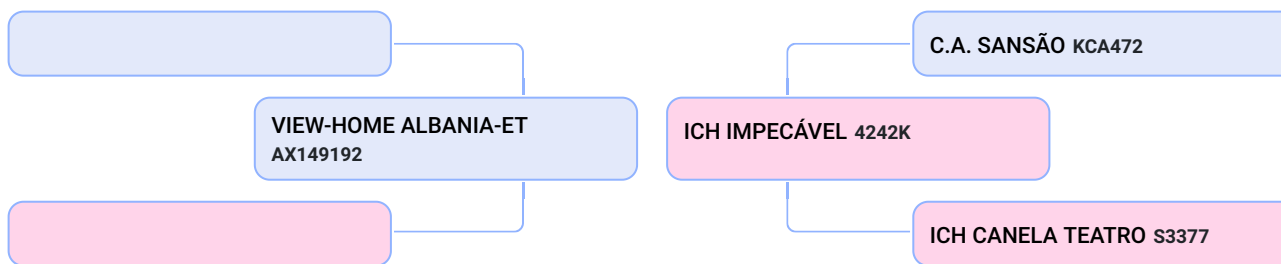 C.A. SANSÃO KCA472
VIEW-HOME ALBANIA-ET
AX149192
ICH IMPECÁVEL 4242K
ICH CANELA TEATRO S3377